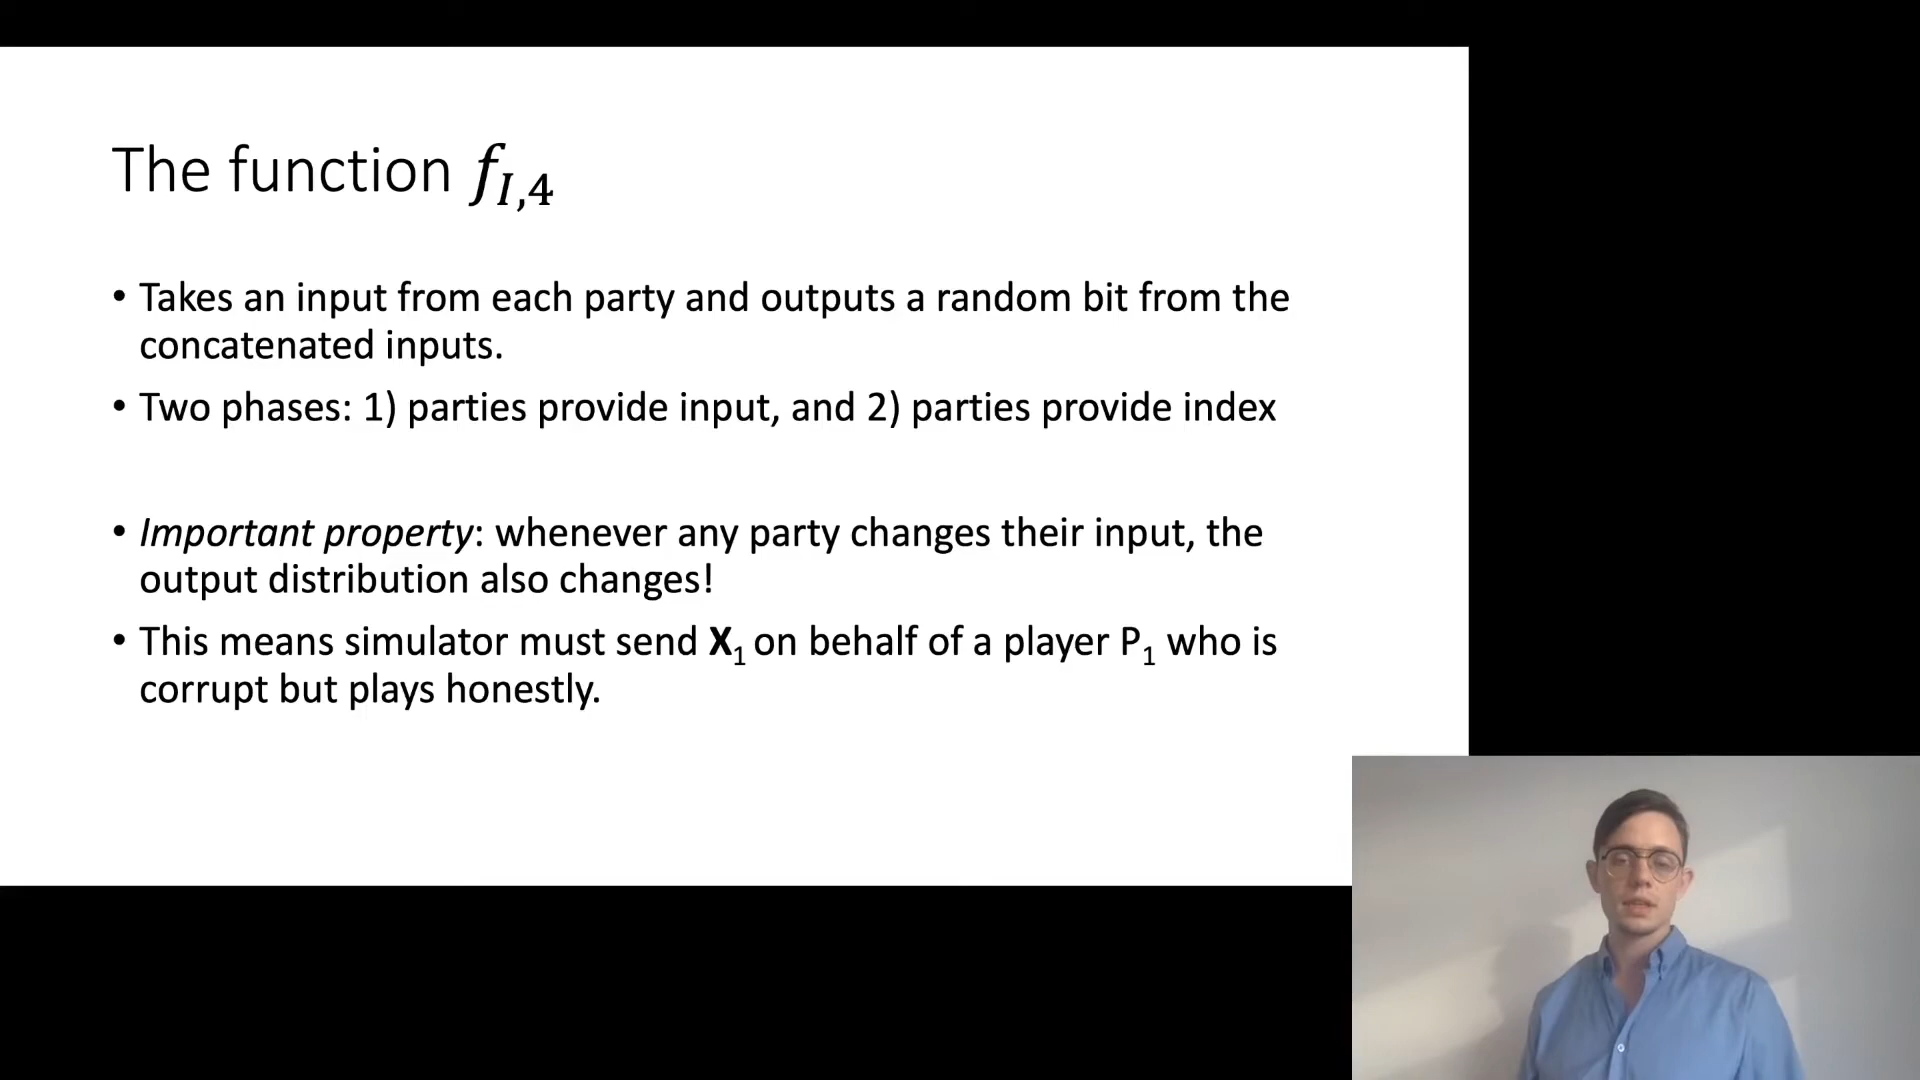 The function f_{I,4}
• Takes an input from each party and outputs a random bit from the
concatenated inputs.
• Two phases: 1) parties provide input, and 2) parties provide index
• Important property: whenever any party changes their input, the
output distribution also changes!
• This means simulator must send X₁ on behalf of a player P₁ who is
corrupt but plays honestly.